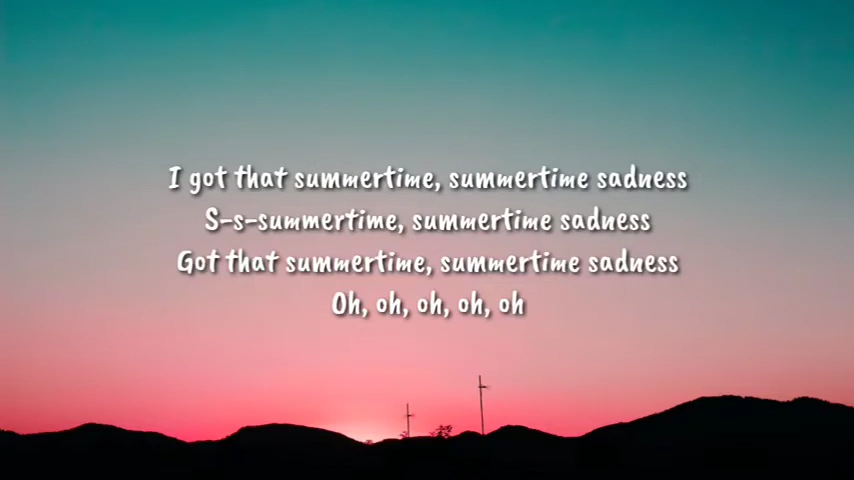 I got that summertime, summertime sadness
S-s-summertime, summertime sadness
Got that summertime, summertime sadness
Oh, oh, oh, oh, oh